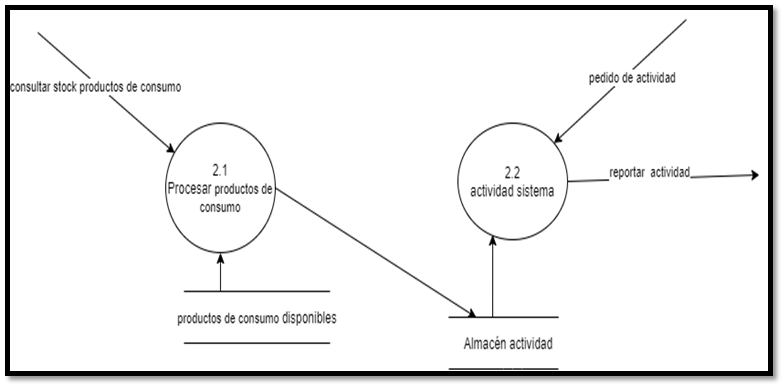 consultar stock productos de consumo
pedido de actividad
2.1
Procesar productos de
consumo
2.2
actividad sistema
reportar actividad
productos de consumo disponibles
Almacén actividad